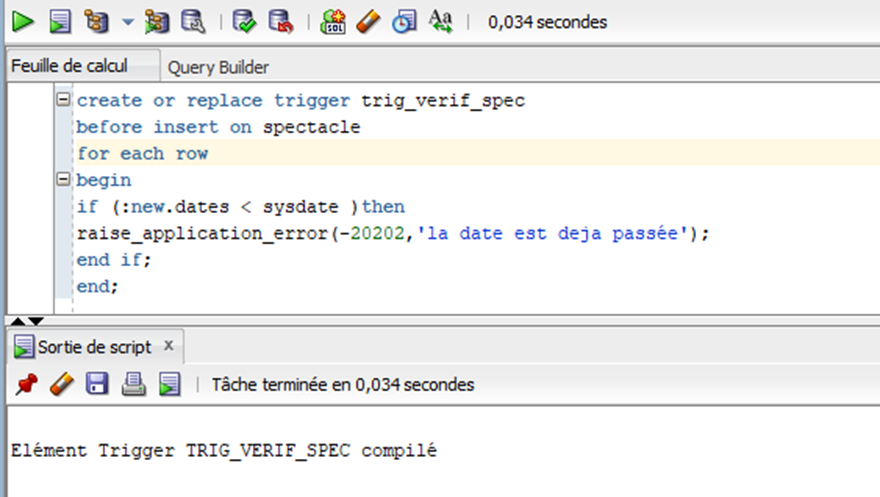 0,034 secondes
Feuille de calcul Query Builder
create or replace trigger trig_verif_spec
before insert on spectacle
for each row
begin
if (:new.dates < sysdate )then
raise_application_error(-20202,'la date est deja passée');
end if;
end;
Sortie de script x
Tâche terminée en 0,034 secondes
Elément Trigger TRIG_VERIF_SPEC compilé